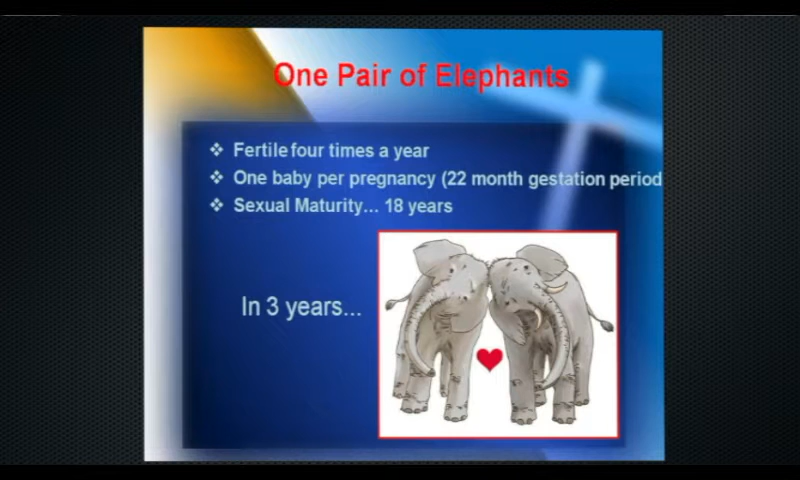 One Pair of Elephants
❖ Fertile four times a year
❖ One baby per pregnancy (22 month gestation period
❖ Sexual Maturity... 18 years
In 3 years...